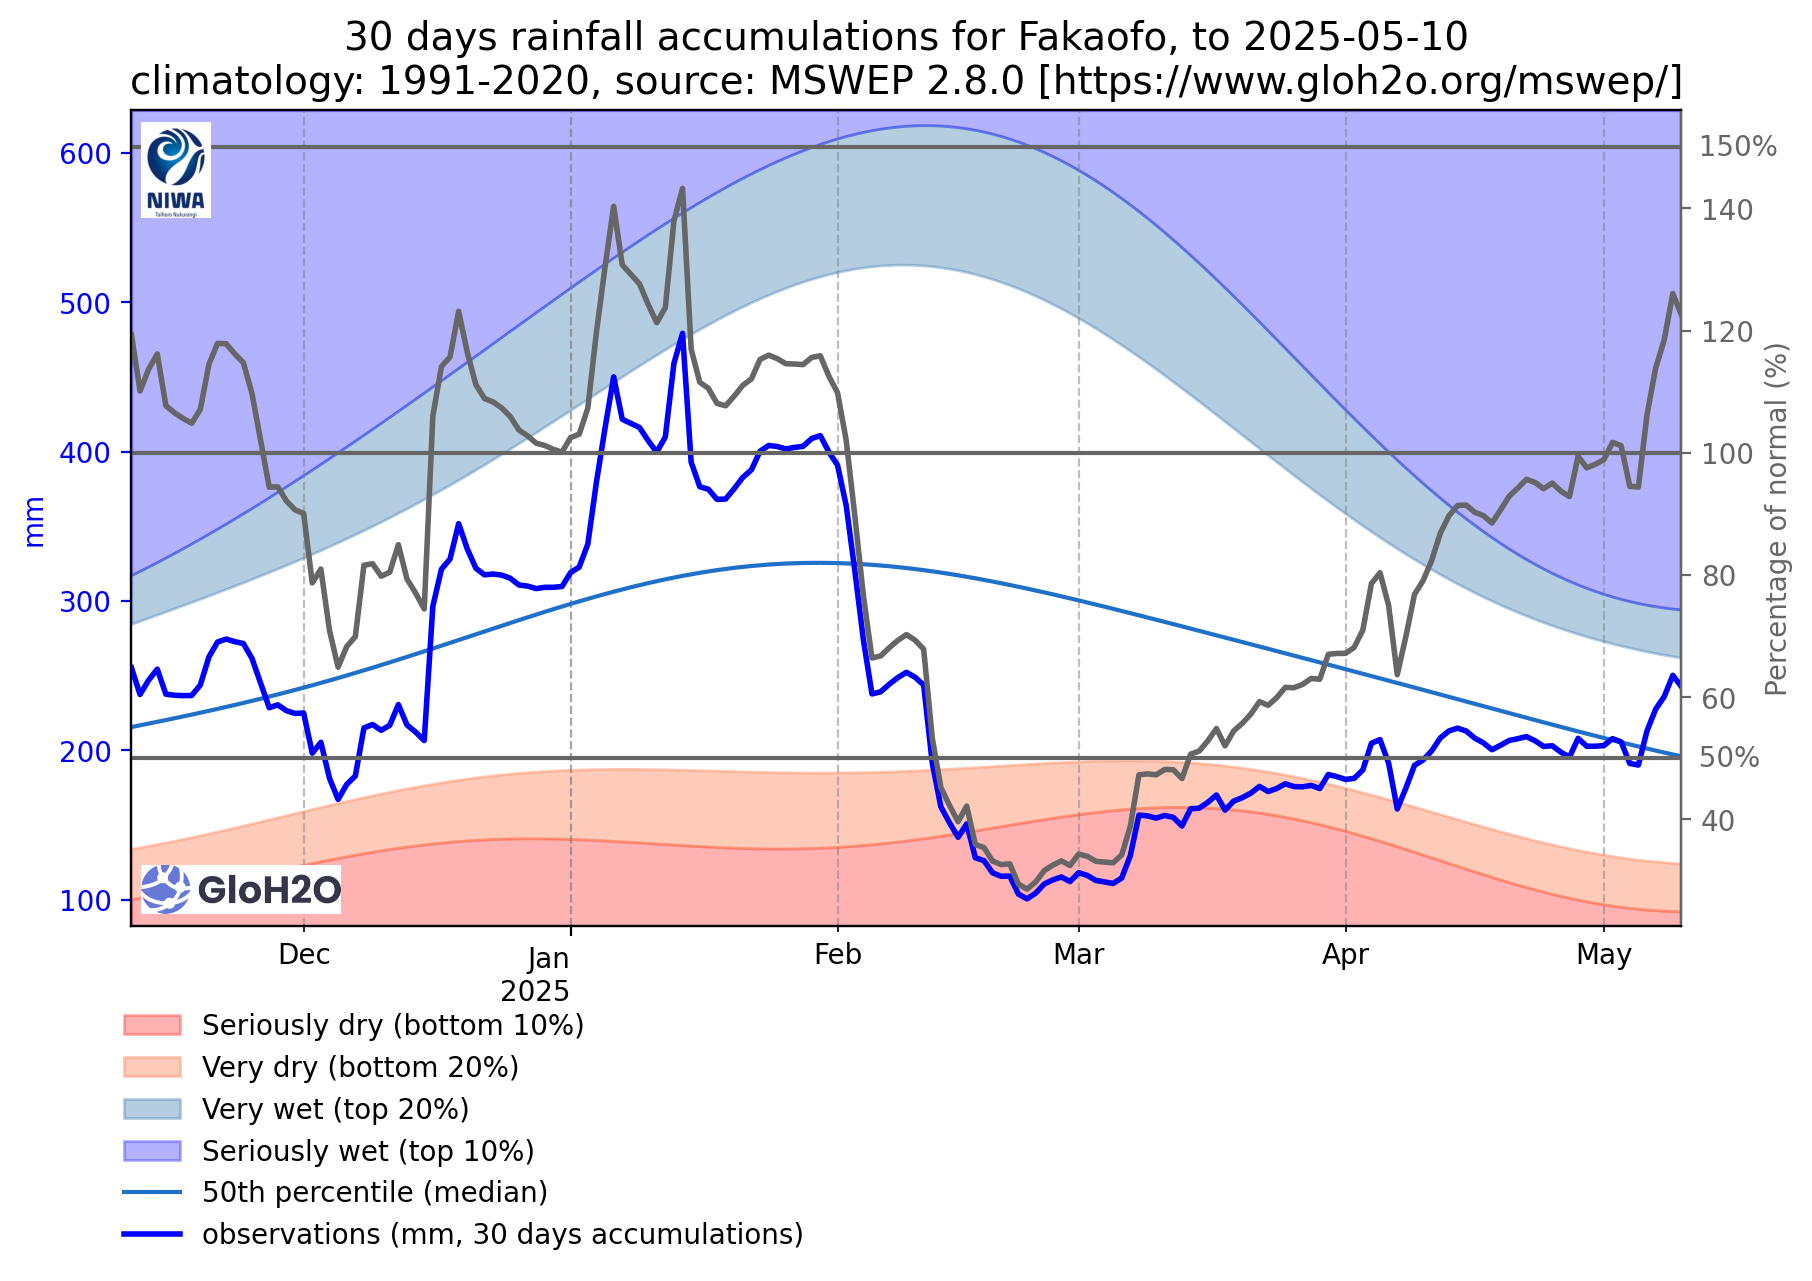 30 days rainfall accumulations for Fakaofo, to 2025-05-10
climatology: 1991-2020, source: MSWEP 2.8.0 [https://www.gloh2o.org/mswep/]
NIWA
Taihoro Nukurangi
600
500
400
300
200
100
mm
150%
140
120
100
80
60
50%
40
Percentage of normal (%)
GloH2O
Dec
Jan
2025
Feb
Mar
Apr
May
Seriously dry (bottom 10%)
Very dry (bottom 20%)
Very wet (top 20%)
Seriously wet (top 10%)
50th percentile (median)
observations (mm, 30 days accumulations)